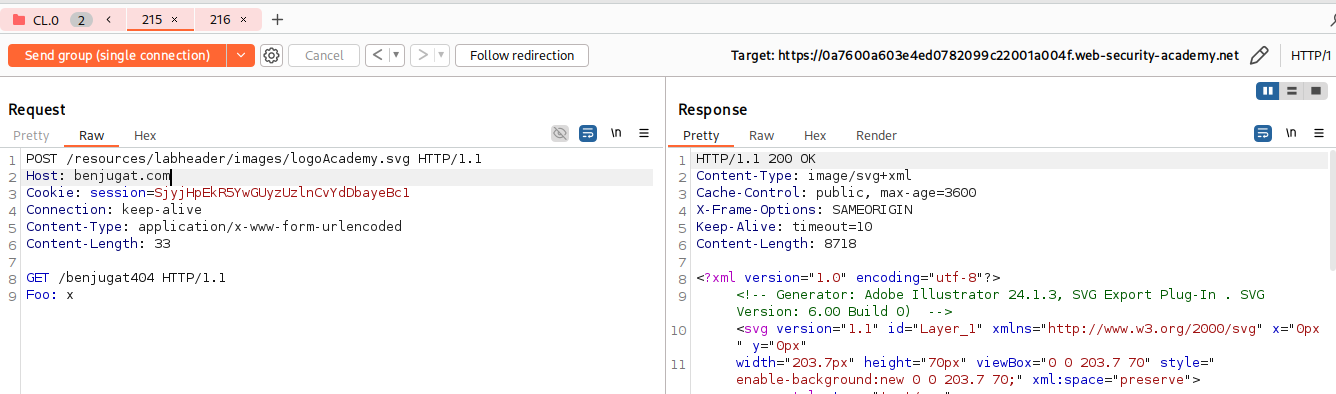 CL.0 2 < 215 × 216 × +
Send group (single connection) Cancel < > Follow redirection Target: https://0a7600a603e4ed0782099c22001a004f.web-security-academy.net HTTP/1
Request
Pretty Raw Hex \n
1 POST /resources/labheader/images/logoAcademy.svg HTTP/1.1
2 Host: benjugat.com
3 Cookie: session=SjyjHpEkR5YwGUyzUzlnCvYdDbayeBc1
4 Connection: keep-alive
5 Content-Type: application/x-www-form-urlencoded
6 Content-Length: 33
7
8 GET /benjugat404 HTTP/1.1
9 Foo: x
Response
Pretty Raw Hex Render \n
1 HTTP/1.1 200 OK
2 Content-Type: image/svg+xml
3 Cache-Control: public, max-age=3600
4 X-Frame-Options: SAMEORIGIN
5 Keep-Alive: timeout=10
6 Content-Length: 8718
7
8 <?xml version="1.0" encoding="utf-8"?>
9 <!-- Generator: Adobe Illustrator 24.1.3, SVG Export Plug-In . SVG
Version: 6.00 Build 0)  -->
10 <svg version="1.1" id="Layer_1" xmlns="http://www.w3.org/2000/svg" x="0px
" y="0px"
11 width="203.7px" height="70px" viewBox="0 0 203.7 70" style="
enable-background:new 0 0 203.7 70;" xml:space="preserve">